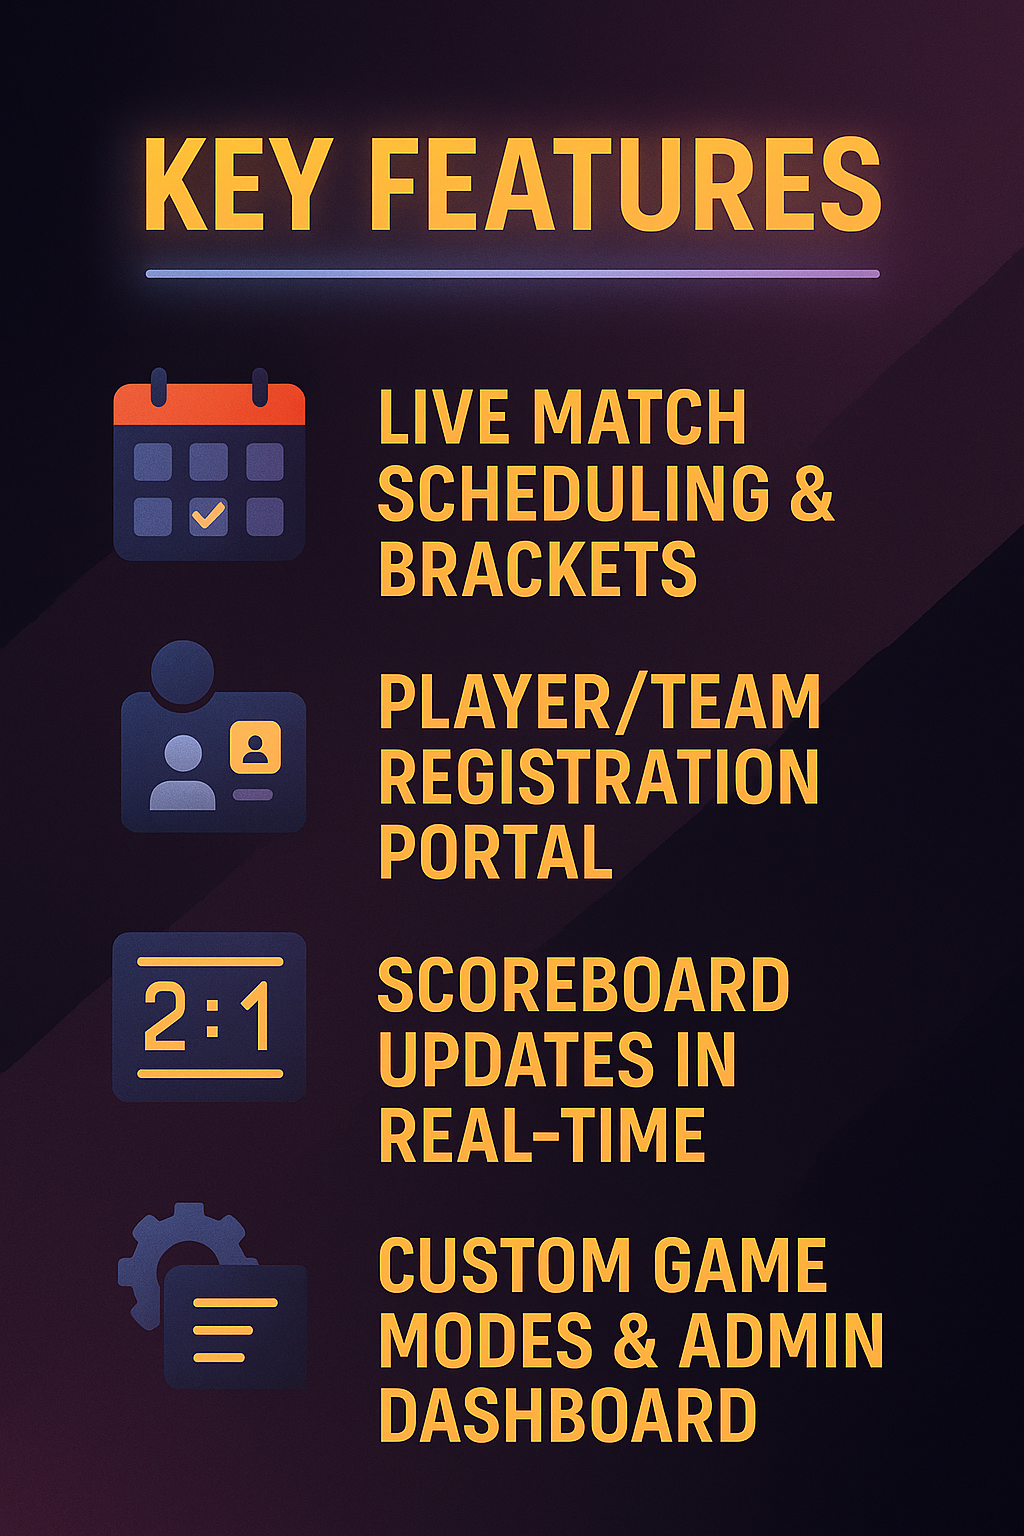 KEY FEATURES
LIVE MATCH
SCHEDULING &
BRACKETS
PLAYER/TEAM
REGISTRATION
PORTAL
2:1
SCOREBOARD
UPDATES IN
REAL-TIME
CUSTOM GAME
MODES & ADMIN
DASHBOARD